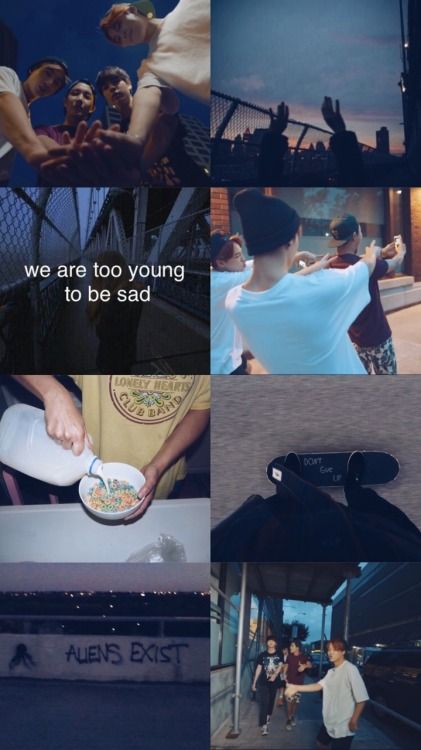 we are too young
to be sad
LONELY HEARTS
CLUB BAND
DON'T
GIVE
UP
ALIENS EXIST